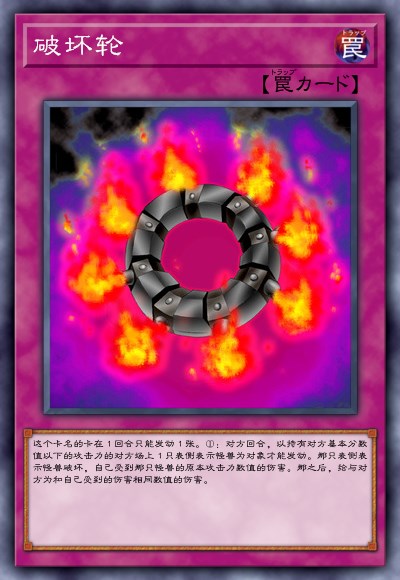 破坏轮
罠
トラップ
【罠カード】
トラップ
这个卡名的卡在1回合只能发动1张。①：对方回合，以持有对方基本分数
值以下的攻击力的对方场上1只表侧表示怪兽为对象才能发动。那只表侧表
示怪兽破坏，自己受到那只怪兽的原本攻击力数值的伤害。那之后，给与对
方为和自己受到的伤害相同数值的伤害。